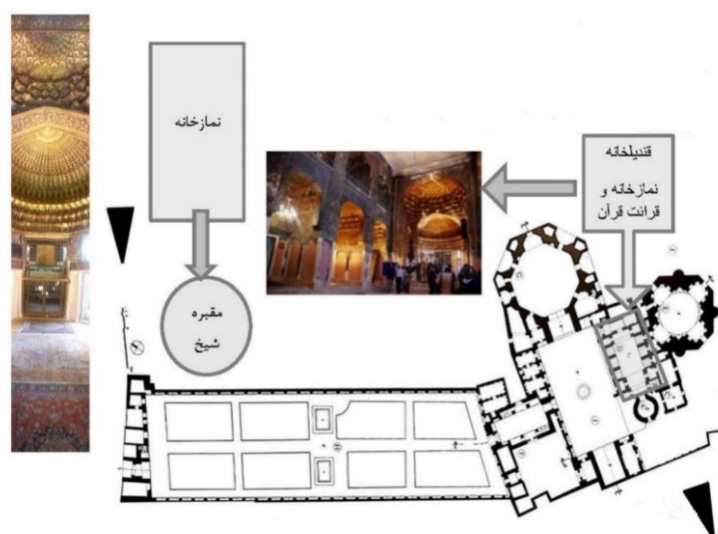 نمازخانه
مقبره
شیخ
قندیلخانه
نمازخانه و
قرائت قرآن